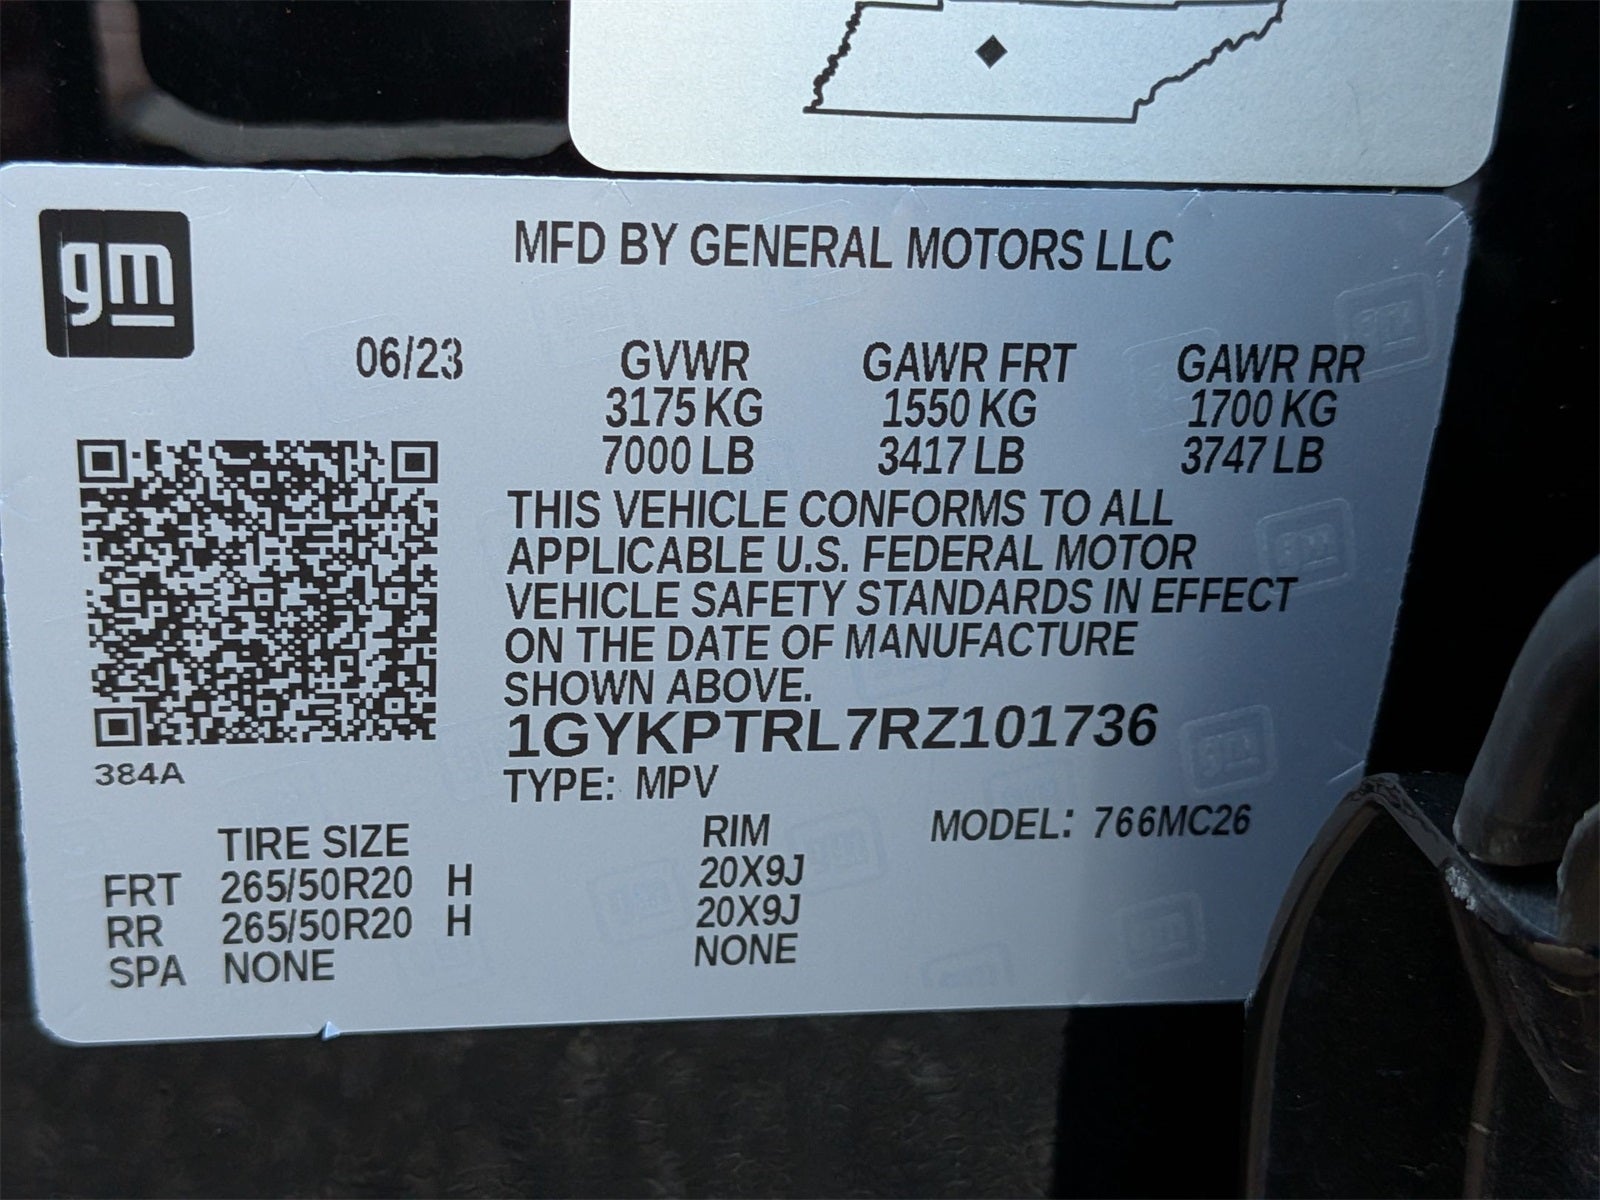 gm
MFD BY GENERAL MOTORS LLC
06/23 GVWR GAWR FRT GAWR RR
3175 KG 1550 KG 1700 KG
7000 LB 3417 LB 3747 LB
THIS VEHICLE CONFORMS TO ALL
APPLICABLE U.S. FEDERAL MOTOR
VEHICLE SAFETY STANDARDS IN EFFECT
ON THE DATE OF MANUFACTURE
SHOWN ABOVE.
1GYKPTRL7RZ101736
384A
TYPE: MPV
TIRE SIZE RIM MODEL: 766MC26
FRT 265/50R20 H 20X9J
RR 265/50R20 H 20X9J
SPA NONE NONE